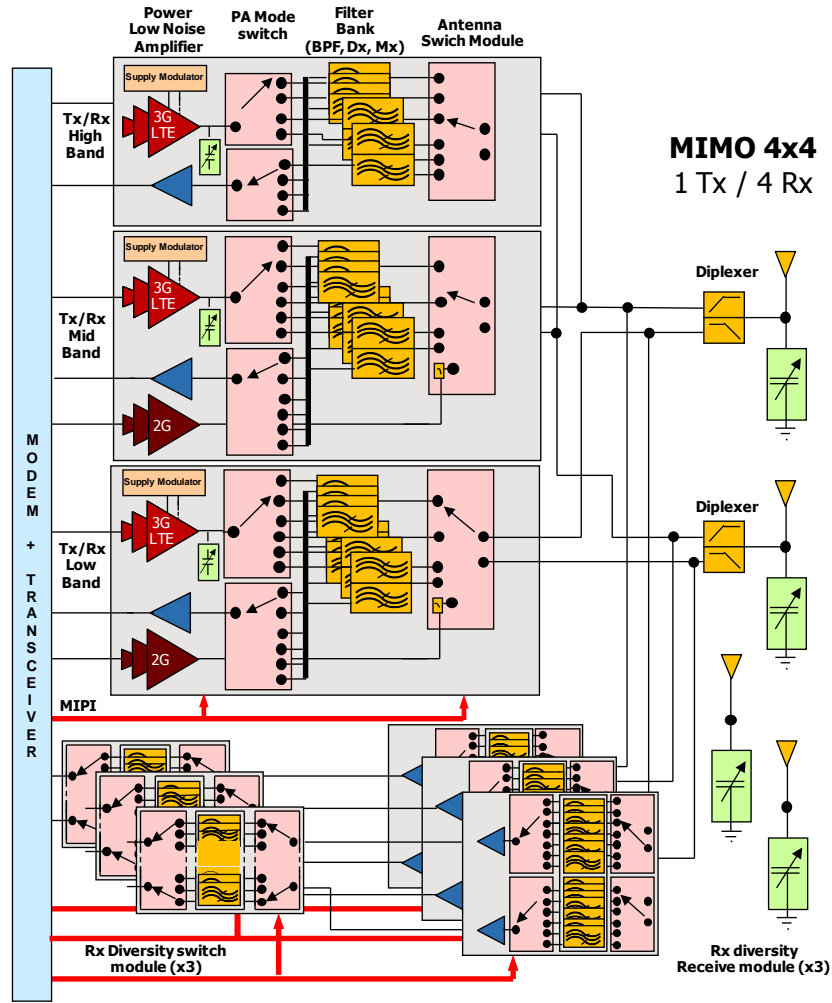 Power
Low Noise
Amplifier
PA Mode
switch
Filter
Bank
(BPF, Dx, Mx)
Antenna
Swich Module
Supply Modulator
3G
LTE
Tx/Rx
High
Band
MIMO 4x4
1 Tx / 4 Rx
Supply Modulator
3G
LTE
Tx/Rx
Mid
Band
2G
Diplexer
Supply Modulator
3G
LTE
Tx/Rx
Low
Band
2G
Diplexer
MODEM + TRANSCEIVER
MIPI
Rx Diversity switch
module (x3)
Rx diversity
Receive module (x3)